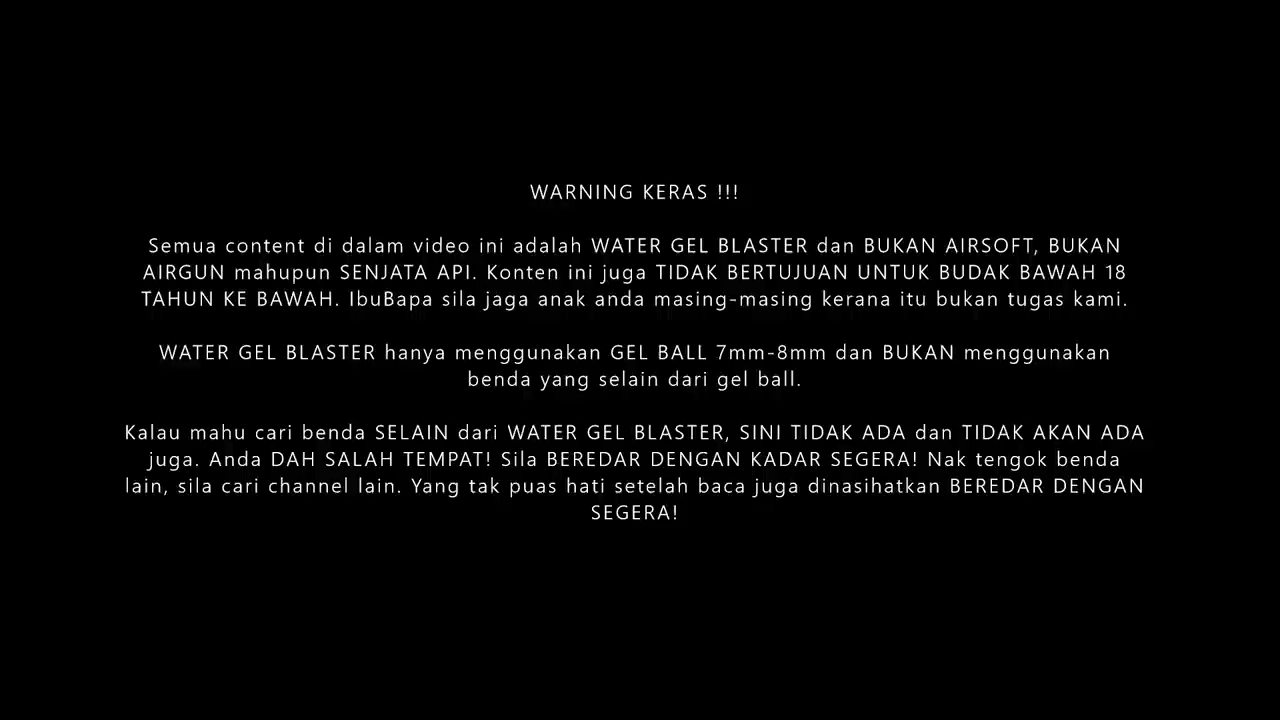 WARNING KERAS !!!
Semua content di dalam video ini adalah WATER GEL BLASTER dan BUKAN AIRSOFT, BUKAN
AIRGUN mahupun SENJATA API. Konten ini juga TIDAK BERTUJUAN UNTUK BUDAK BAWAH 18
TAHUN KE BAWAH. IbuBapa sila jaga anak anda masing-masing kerana itu bukan tugas kami.
WATER GEL BLASTER hanya menggunakan GEL BALL 7mm-8mm dan BUKAN menggunakan
benda yang selain dari gel ball.
Kalau mahu cari benda SELAIN dari WATER GEL BLASTER, SINI TIDAK ADA dan TIDAK AKAN ADA
juga. Anda DAH SALAH TEMPAT! Sila BEREDAR DENGAN KADAR SEGERA! Nak tengok benda
lain, sila cari channel lain. Yang tak puas hati setelah baca juga dinasihatkan BEREDAR DENGAN
SEGERA!